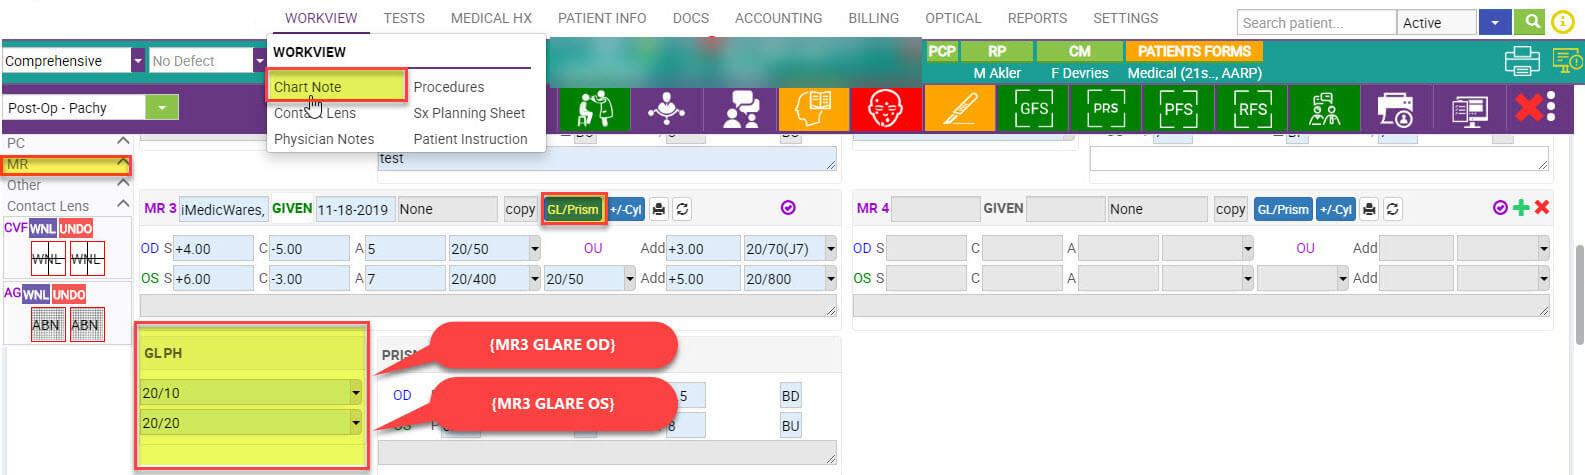 WORKVIEW TESTS MEDICAL HX PATIENT INFO DOCS ACCOUNTING BILLING OPTICAL REPORTS SETTINGS Search patient... Active
WORKVIEW
Chart Note Procedures
Lens Sx Planning Sheet
Physician Notes Patient Instruction
Comprehensive No Defect
PCP RP CM PATIENTS FORMS
M Akler F Devries Medical (21s.., AARP)
Post-Op - Pachy
GFS PRS PFS RFS
PC
MR
Other
Contact Lens
test
CVF WNL UNDO
WNL WNL
AG WNL UNDO
ABN ABN
MR 3 iMedicWares, GIVEN 11-18-2019 None copy GL/Prism +/-Cyl
OD S +4.00 C -5.00 A 5 20/50 OU Add +3.00 20/70(J7)
OS S +6.00 C -3.00 A 7 20/400 20/50 Add +5.00 20/800
MR 4 GIVEN None copy GL/Prism +/-Cyl
OD S C A OU Add
OS S C A Add
GL PH
20/10
20/20
{MR3 GLARE OD}
{MR3 GLARE OS}
OD BD
BU